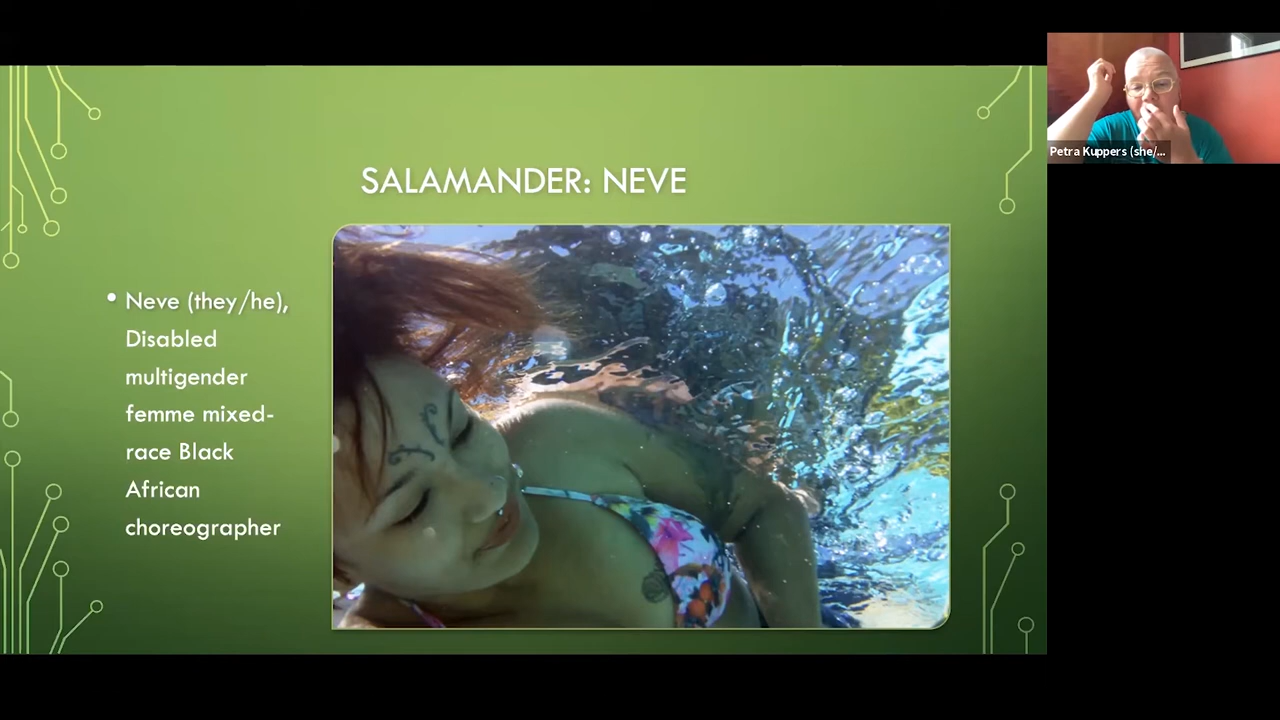 SALAMANDER: NEVE
• Neve (they/he),
Disabled
multigender
femme mixed-
race Black
African
choreographer
Petra Kuppers (she/...